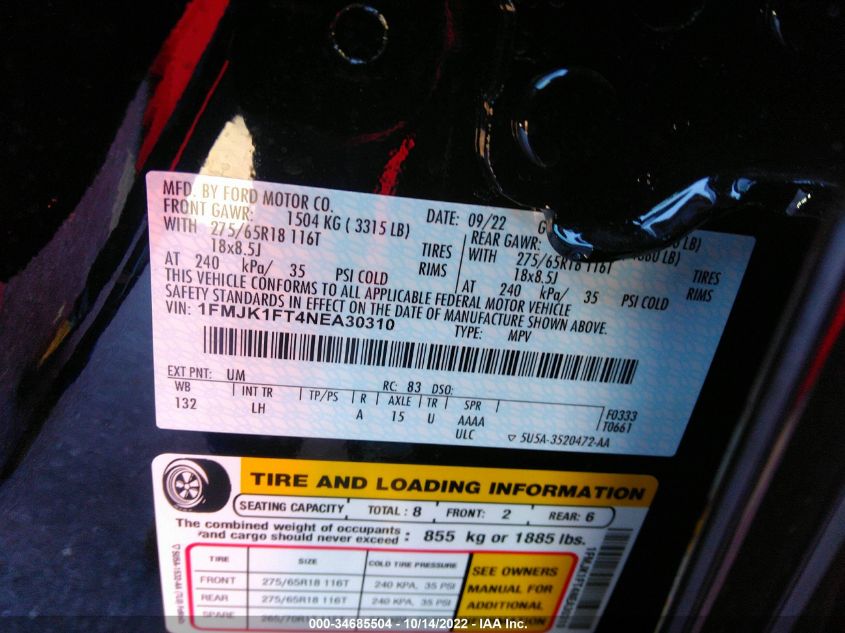 MFD. BY FORD MOTOR CO.
DATE: 09/22
FRONT GAWR: 1504 KG ( 3315 LB)
REAR GAWR: LB)
WITH 275/65R18 116T TIRES
WITH 275/65R18 116T TIRES
18x8.5J RIMS
18x8.5J RIMS
AT 240 kPa/ 35 PSI COLD
AT 240 kPa/ 35 PSI COLD
THIS VEHICLE CONFORMS TO ALL APPLICABLE FEDERAL MOTOR VEHICLE
SAFETY STANDARDS IN EFFECT ON THE DATE OF MANUFACTURE SHOWN ABOVE.
VIN: 1FMJK1FT4NEA30310
TYPE: MPV
EXT PNT: UM RC: 83 DSO:
WB INT TR TP/PS R AXLE TR SPR
132 LH A 15 U AAAA
ULC
F0333
T0661
▽ 5U5A-3520472-AA
TIRE AND LOADING INFORMATION
SEATING CAPACITY TOTAL: 8 FRONT: 2 REAR: 6
The combined weight of occupants
and cargo should never exceed : 855 kg or 1885 lbs.
TIRE SIZE COLD TIRE PRESSURE
FRONT 275/65R18 116T 240 KPA, 35 PSI
REAR 275/65R18 116T 240 KPA, 35 PSI
SPARE
SEE OWNERS
MANUAL FOR
ADDITIONAL
1FMJK1FT4NEA30310
000-34685504 - 10/14/2022 - IAA Inc.